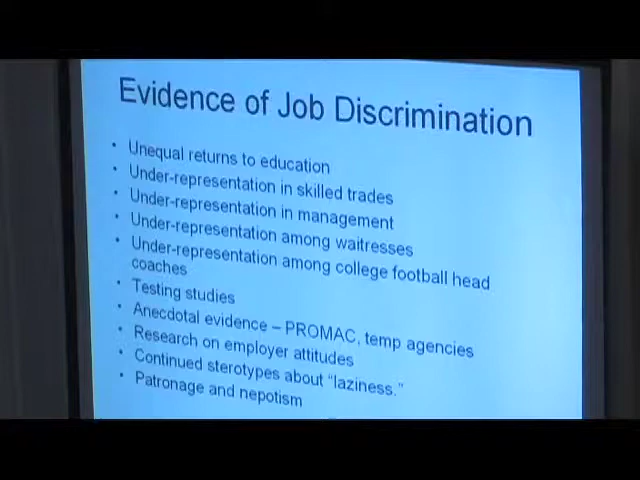 Evidence of Job Discrimination
• Unequal returns to education
• Under-representation in skilled trades
• Under-representation in management
• Under-representation among waitresses
• Under-representation among college football head
coaches
• Testing studies
• Anecdotal evidence – PROMAC, temp agencies
• Research on employer attitudes
• Continued sterotypes about “laziness.”
• Patronage and nepotism